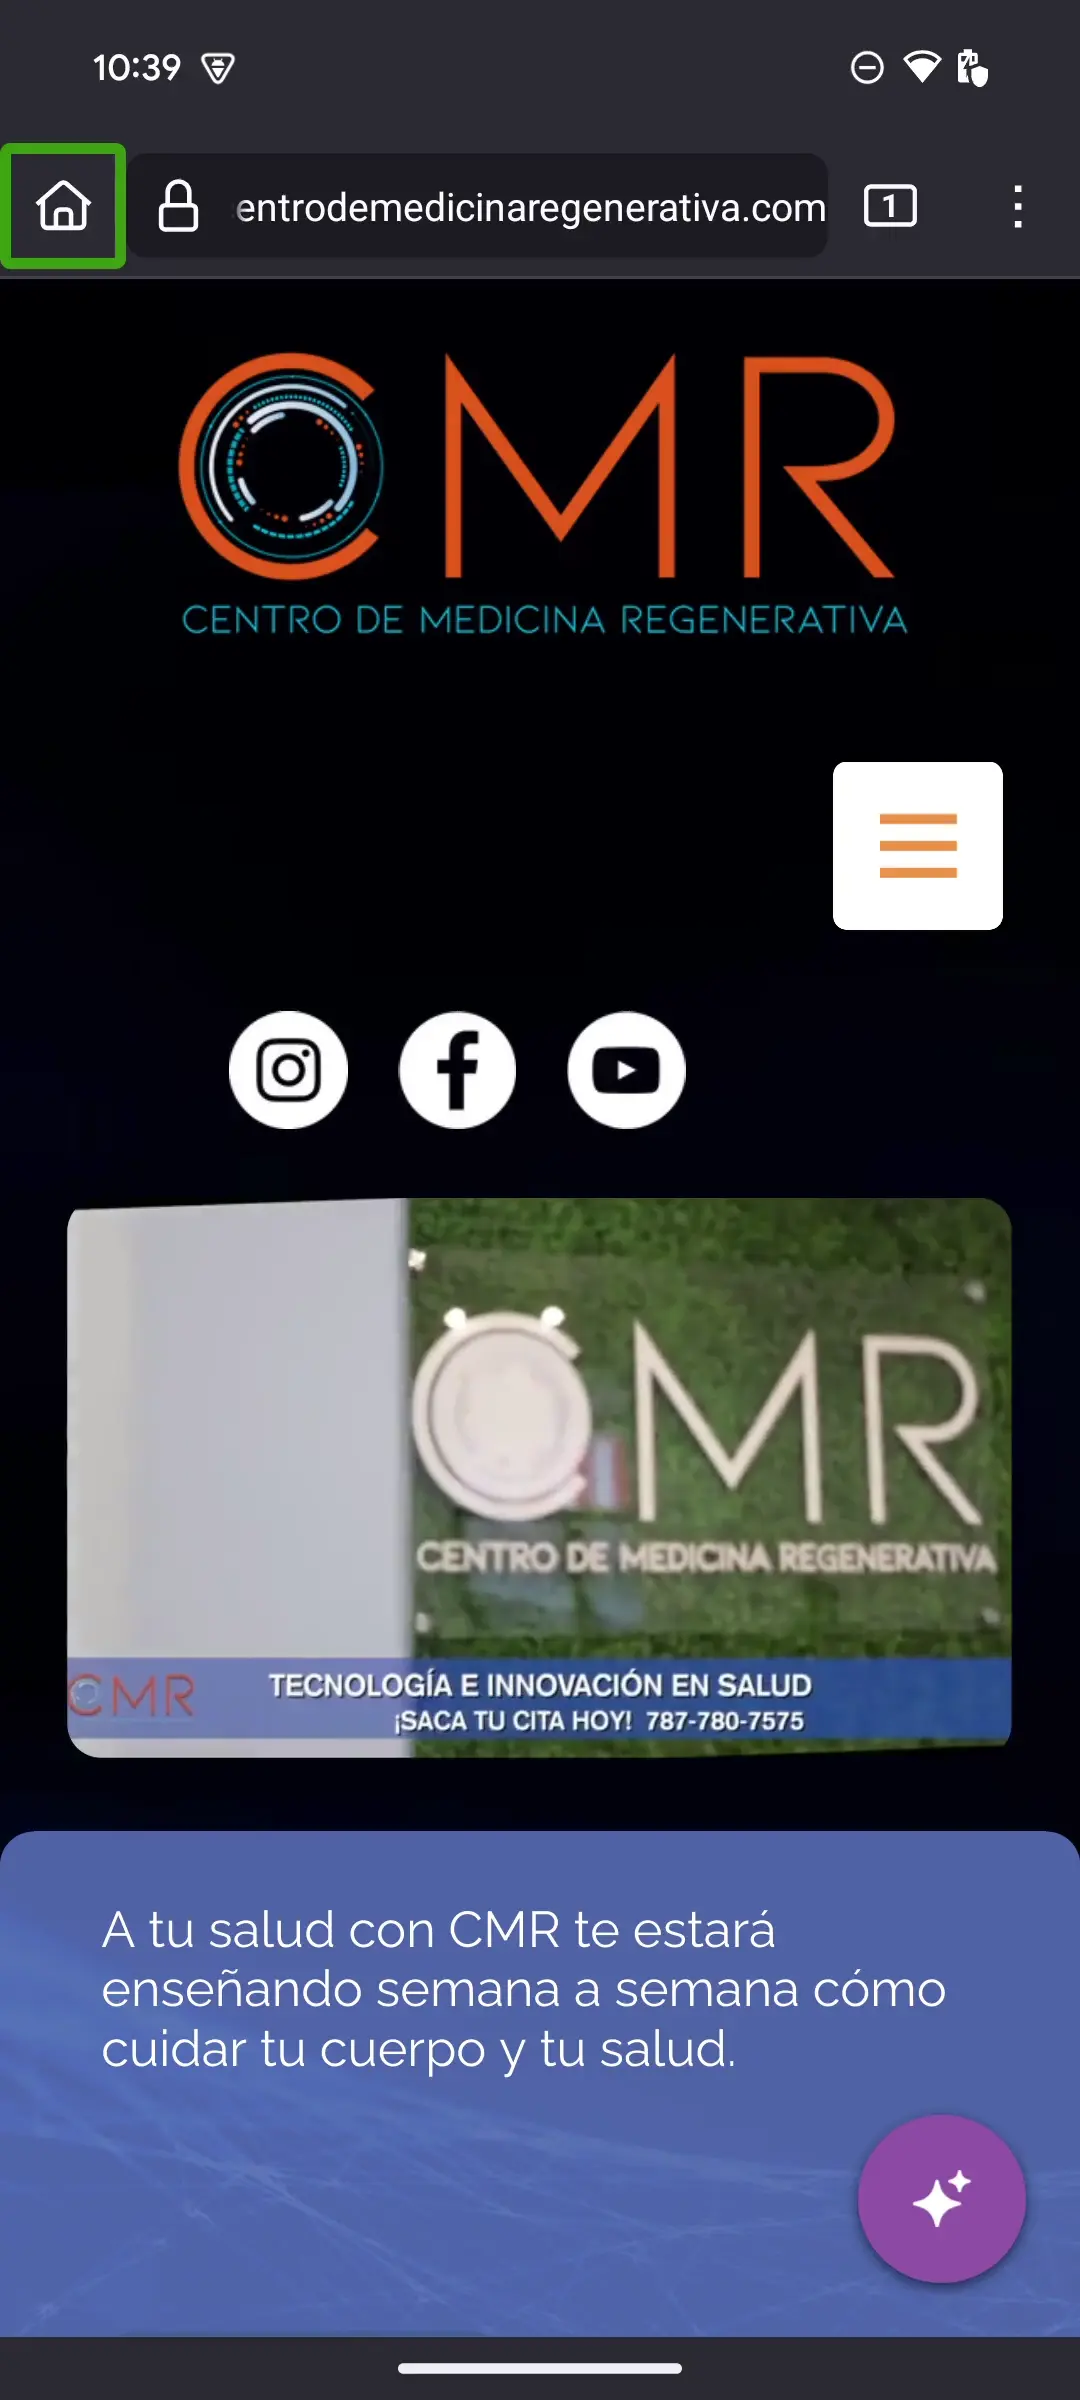 10:39
entrodemedicinaregenerativa.com
1
CMR
CENTRO DE MEDICINA REGENERATIVA
CMR
CENTRO DE MEDICINA REGENERATIVA
CMR
TECNOLOGÍA E INNOVACIÓN EN SALUD
¡SACA TU CITA HOY! 787-780-7575
A tu salud con CMR te estará
enseñando semana a semana cómo
cuidar tu cuerpo y tu salud.